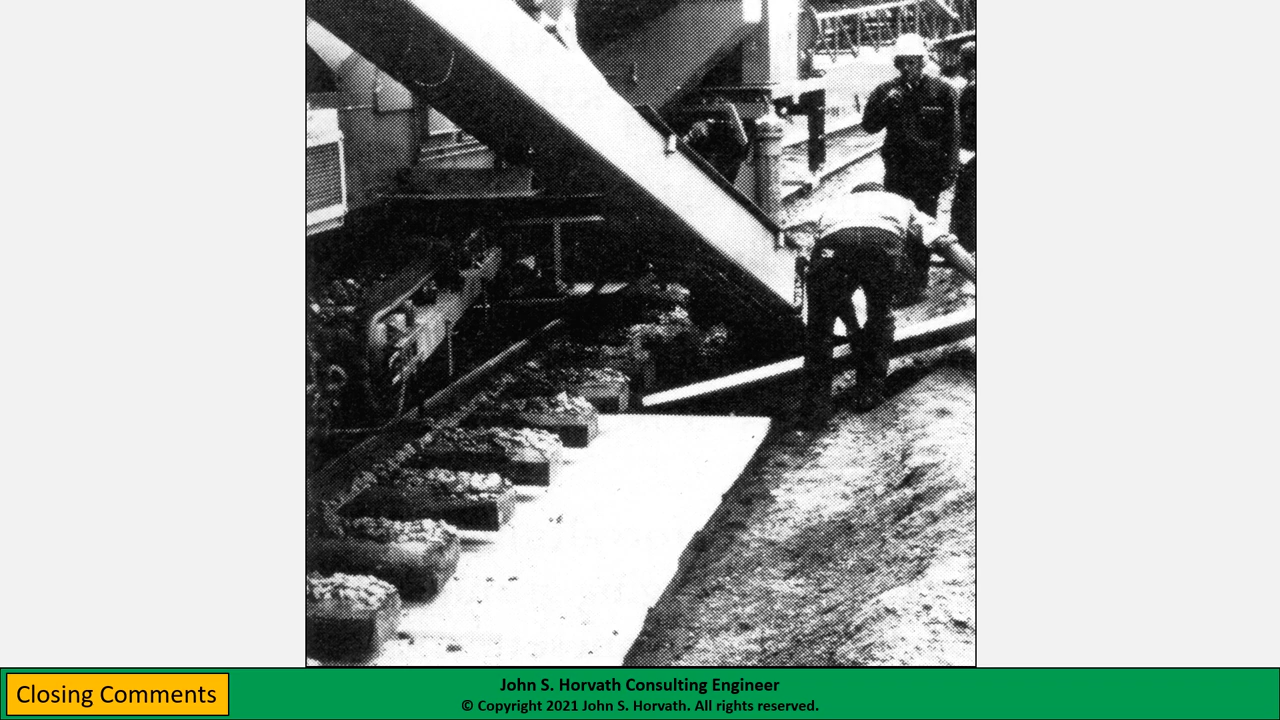 Closing Comments
John S. Horvath Consulting Engineer
© Copyright 2021 John S. Horvath. All rights reserved.